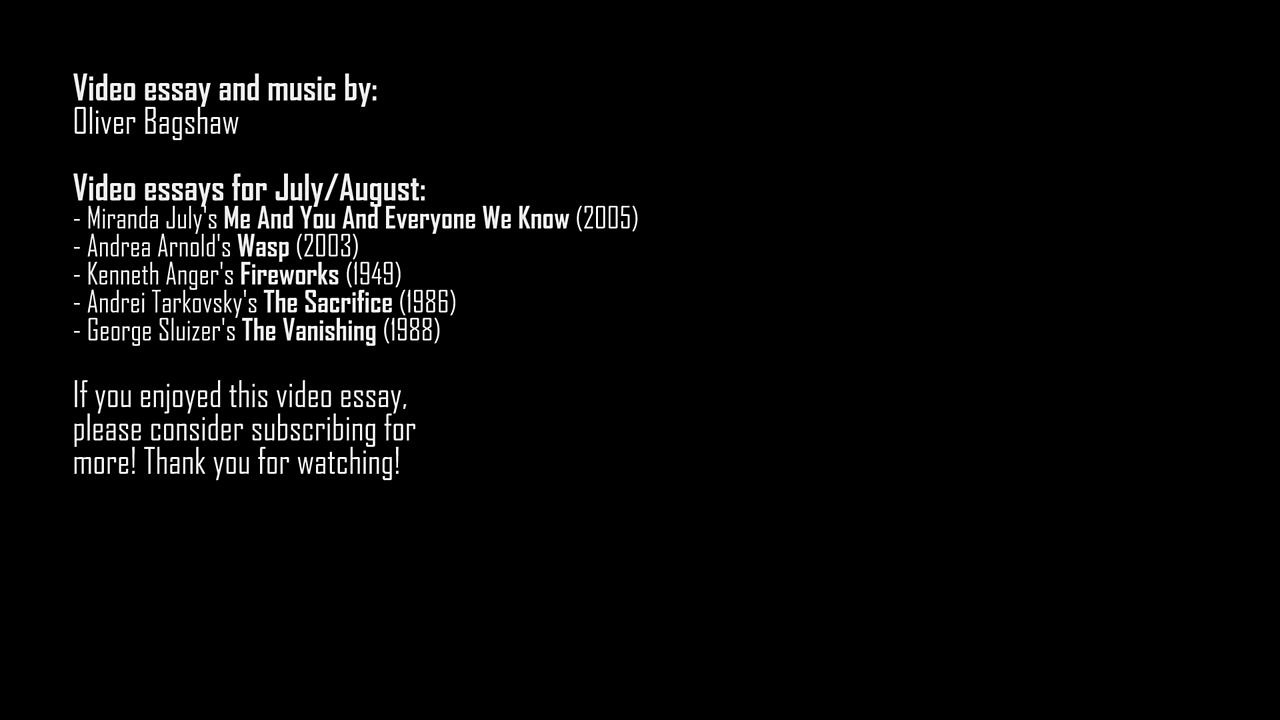 Video essay and music by:
Oliver Bagshaw
Video essays for July/August:
- Miranda July's Me And You And Everyone We Know (2005)
- Andrea Arnold's Wasp (2003)
- Kenneth Anger's Fireworks (1949)
- Andrei Tarkovsky's The Sacrifice (1986)
- George Sluizer's The Vanishing (1988)
If you enjoyed this video essay,
please consider subscribing for
more! Thank you for watching!